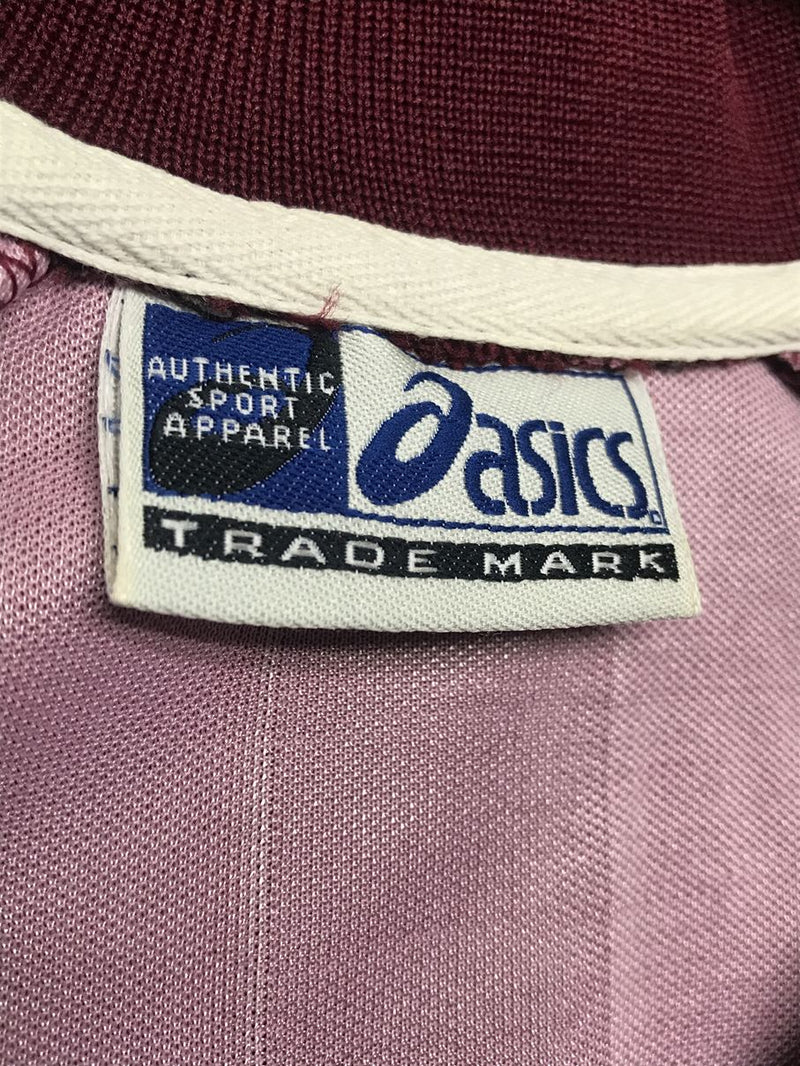 AUTHENTIC
SPORT
APPAREL
asics
TRADE MARK